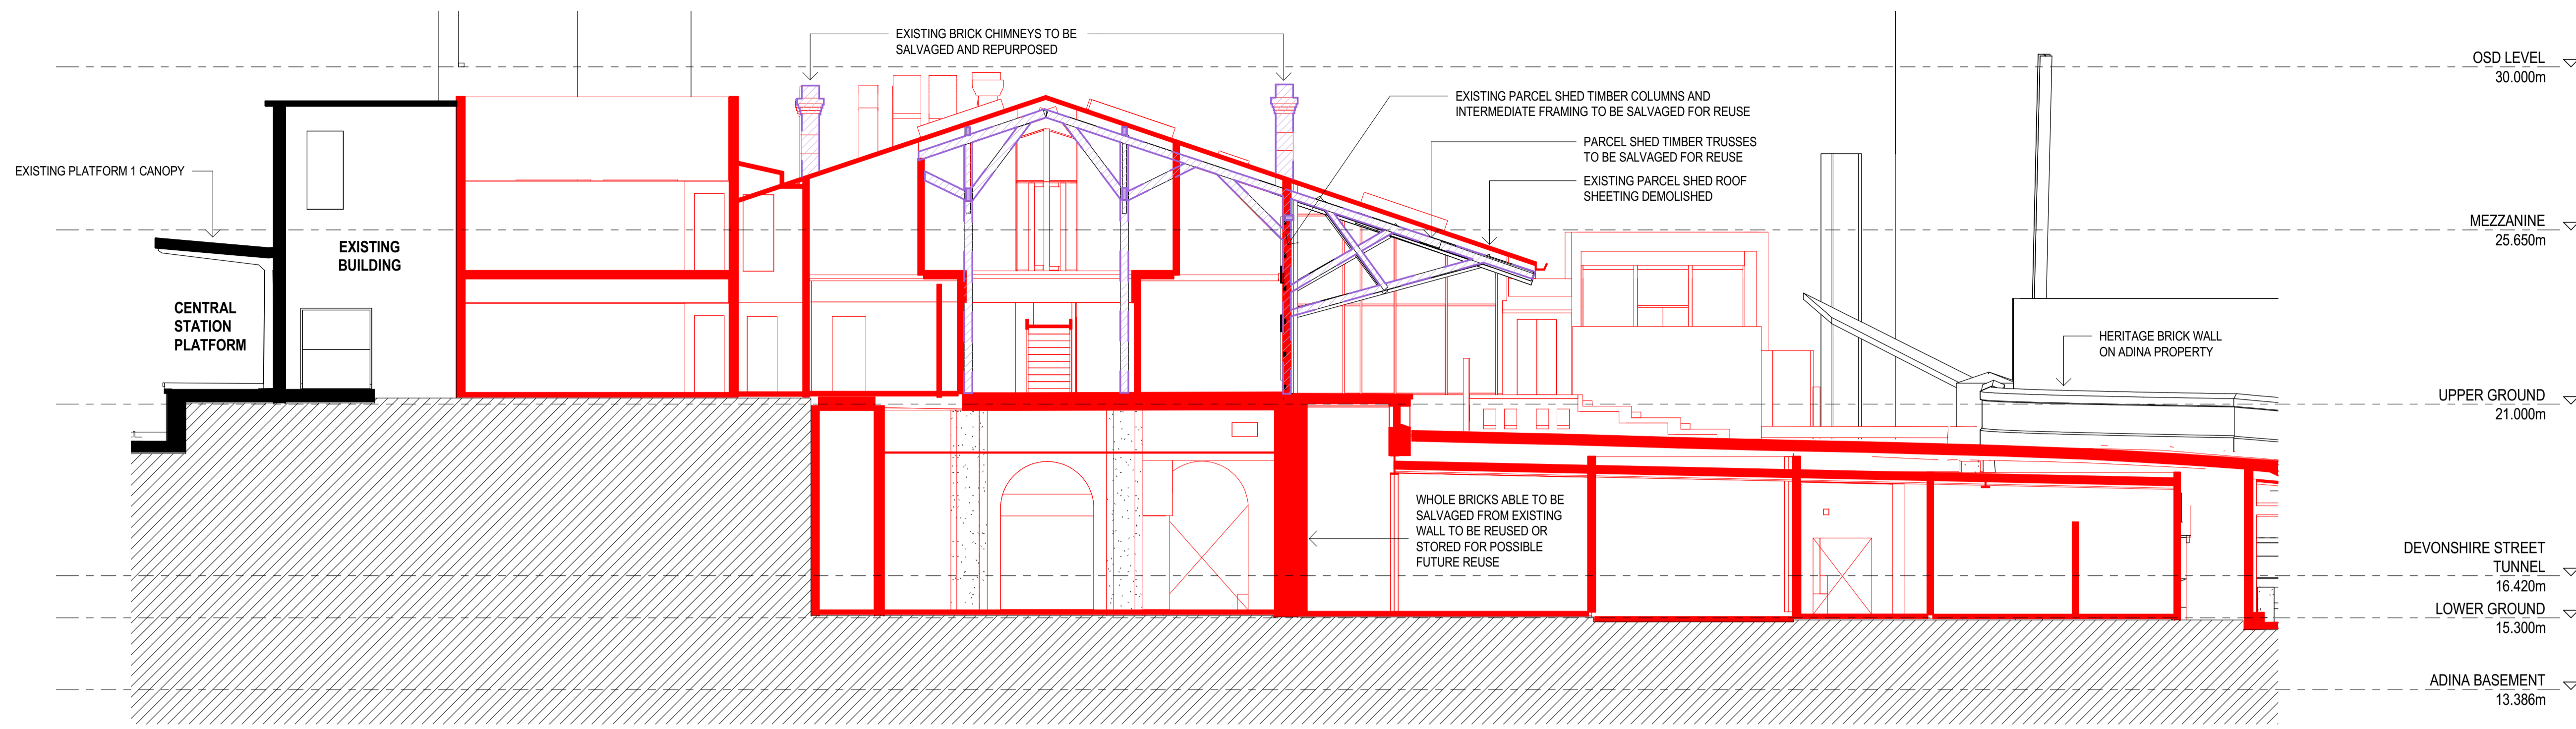 EXISTING BRICK CHIMNEYS TO BE
SALVAGED AND REPURPOSED
OSD LEVEL
30.000m
EXISTING PARCEL SHED TIMBER COLUMNS AND
INTERMEDIATE FRAMING TO BE SALVAGED FOR REUSE
PARCEL SHED TIMBER TRUSSES
TO BE SALVAGED FOR REUSE
EXISTING PLATFORM 1 CANOPY
EXISTING PARCEL SHED ROOF
SHEETING DEMOLISHED
MEZZANINE
25.650m
EXISTING
BUILDING
CENTRAL
STATION
PLATFORM
HERITAGE BRICK WALL
ON ADINA PROPERTY
UPPER GROUND
21.000m
WHOLE BRICKS ABLE TO BE
SALVAGED FROM EXISTING
WALL TO BE REUSED OR
STORED FOR POSSIBLE
FUTURE REUSE
DEVONSHIRE STREET
TUNNEL
16.420m
LOWER GROUND
15.300m
ADINA BASEMENT
13.386m